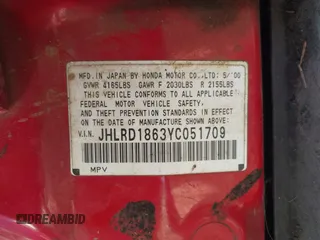 MFD. IN JAPAN BY HONDA MOTOR CO.,LTD: 5/00
GVWR 4165LBS GAWR F 2030LBS R 2155LBS
THIS VEHICLE CONFORMS TO ALL APPLICABLE
FEDERAL MOTOR VEHICLE SAFETY,
AND THEFT PREVENTION STANDARDS IN EFFECT
ON THE DATE OF MANUFACTURE SHOWN ABOVE.
V.I.N. JHLRD1863YC051709
MPV
DREAMBID